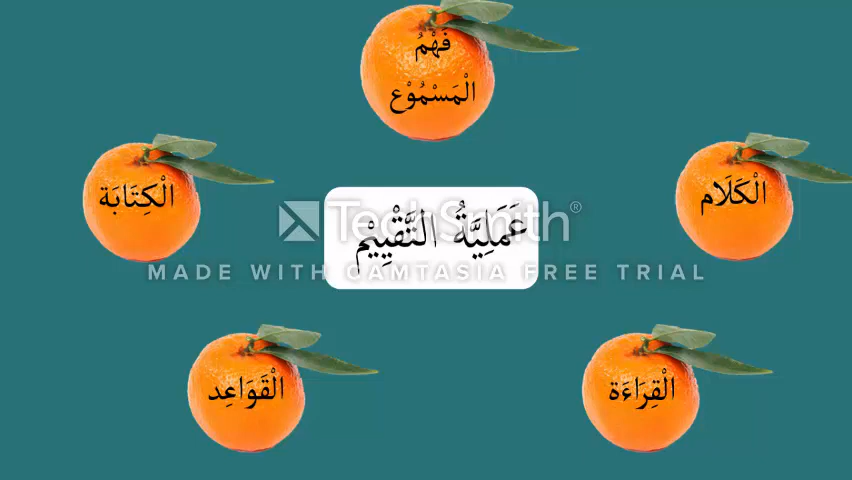 فَهْمُ
الْمَسْمُوْع
الْكَلَام
الْكِتَابَة
عَمَلِيَّةُ التَّقْيِيْمْ
TechSmith®
MADE WITH CAMTASIA FREE TRIAL
الْقِرَاءَة
الْقَوَاعِد